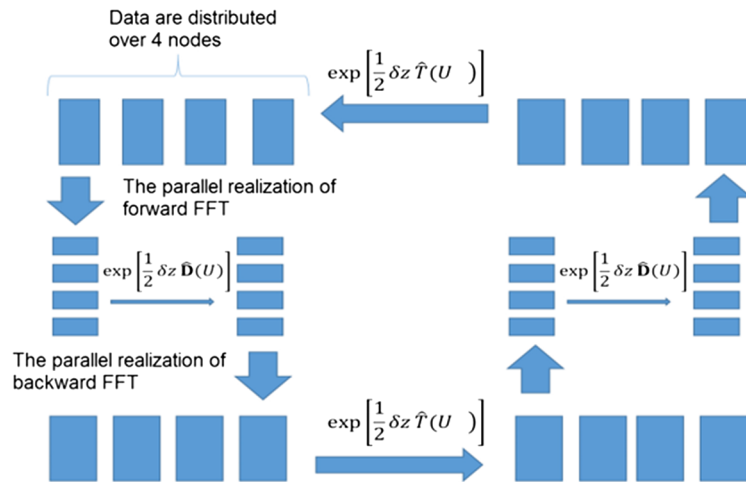 Data are distributed
over 4 nodes
exp[1/2 δz T̂(U )]
The parallel realization of
forward FFT
exp[1/2 δz D̂(U)]
exp[1/2 δz D̂(U)]
The parallel realization of
backward FFT
exp[1/2 δz T̂(U )]